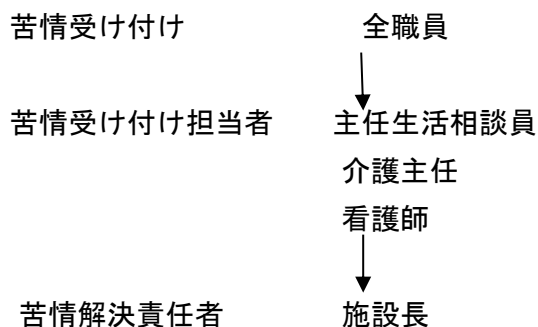 苦情受け付け 全職員
苦情受け付け担当者 主任生活相談員
介護主任
看護師
苦情解決責任者 施設長